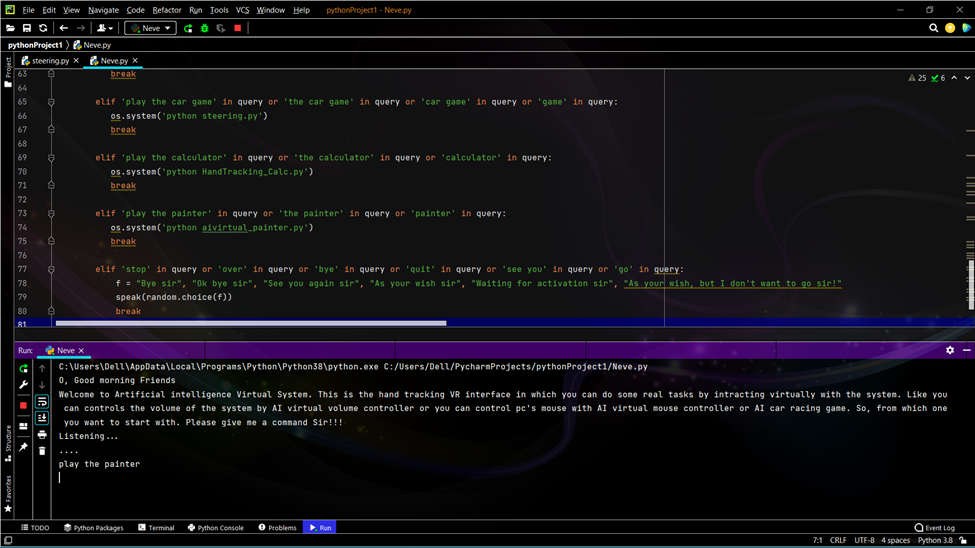 File Edit View Navigate Code Refactor Run Tools VCS Window Help pythonProject1 - Neve.py
Neve
pythonProject1 Neve.py
steering.py Neve.py
Project
25 6
63 break
64
65 elif 'play the car game' in query or 'the car game' in query or 'car game' in query or 'game' in query:
66 os.system('python steering.py')
67 break
68
69 elif 'play the calculator' in query or 'the calculator' in query or 'calculator' in query:
70 os.system('python HandTracking_Calc.py')
71 break
72
73 elif 'play the painter' in query or 'the painter' in query or 'painter' in query:
74 os.system('python aivirtual_painter.py')
75 break
76
77 elif 'stop' in query or 'over' in query or 'bye' in query or 'quit' in query or 'see you' in query or 'go' in query:
78 f = "Bye sir", "Ok bye sir", "See you again sir", "As your wish sir", "Waiting for activation sir", "As your wish, but I don't want to go sir!"
79 speak(random.choice(f))
80 break
81
Run: Neve
C:\Users\Dell\AppData\Local\Programs\Python\Python38\python.exe C:/Users/Dell/PycharmProjects/pythonProject1/Neve.py
O, Good morning Friends
Welcome to Artificial intelligence Virtual System. This is the hand tracking VR interface in which you can do some real tasks by intracting virtually with the system. Like you
can controls the volume of the system by AI virtual volume controller or you can control pc's mouse with AI virtual mouse controller or AI car racing game. So, from which one
you want to start with. Please give me a command Sir!!!
Listening...
....
play the painter
Structure
Favorites
TODO Python Packages Terminal Python Console Problems Run Event Log
7:1 CRLF UTF-8 4 spaces Python 3.8